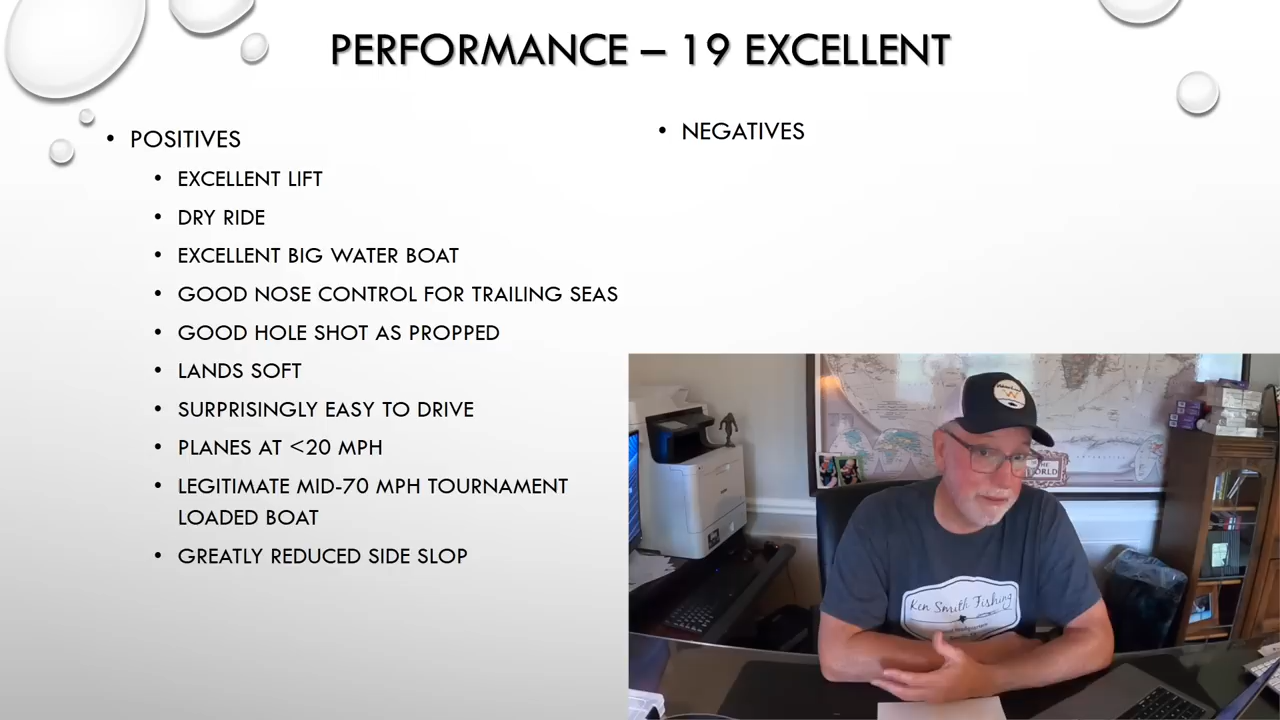 PERFORMANCE – 19 EXCELLENT
• POSITIVES
• EXCELLENT LIFT
• DRY RIDE
• EXCELLENT BIG WATER BOAT
• GOOD NOSE CONTROL FOR TRAILING SEAS
• GOOD HOLE SHOT AS PROPPED
• LANDS SOFT
• SURPRISINGLY EASY TO DRIVE
• PLANES AT <20 MPH
• LEGITIMATE MID-70 MPH TOURNAMENT
LOADED BOAT
• GREATLY REDUCED SIDE SLOP
• NEGATIVES
THE
WORLD
Ken Smith Fishing